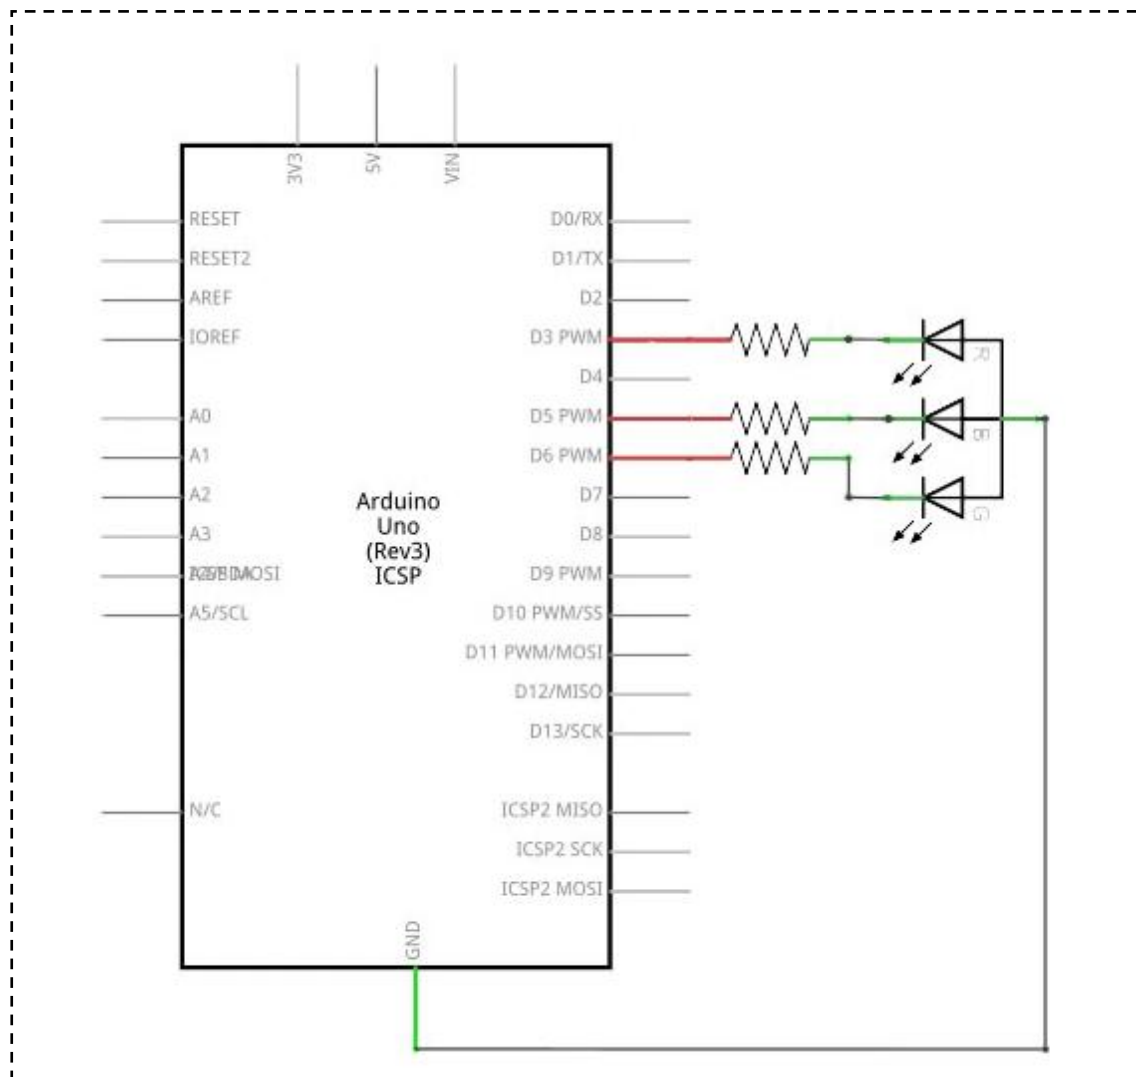 3V3
5V
VIN
RESET
RESET2
AREF
IOREF
A0
A1
A2
A3
A5/SCL
N/C
D0/RX
D1/TX
D2
D3 PWM
D4
D5 PWM
D6 PWM
D7
D8
D9 PWM
D10 PWM/SS
D11 PWM/MOSI
D12/MISO
D13/SCK
ICSP2 MISO
ICSP2 SCK
ICSP2 MOSI
Arduino
Uno
(Rev3)
ICSP
GND
R
B
G